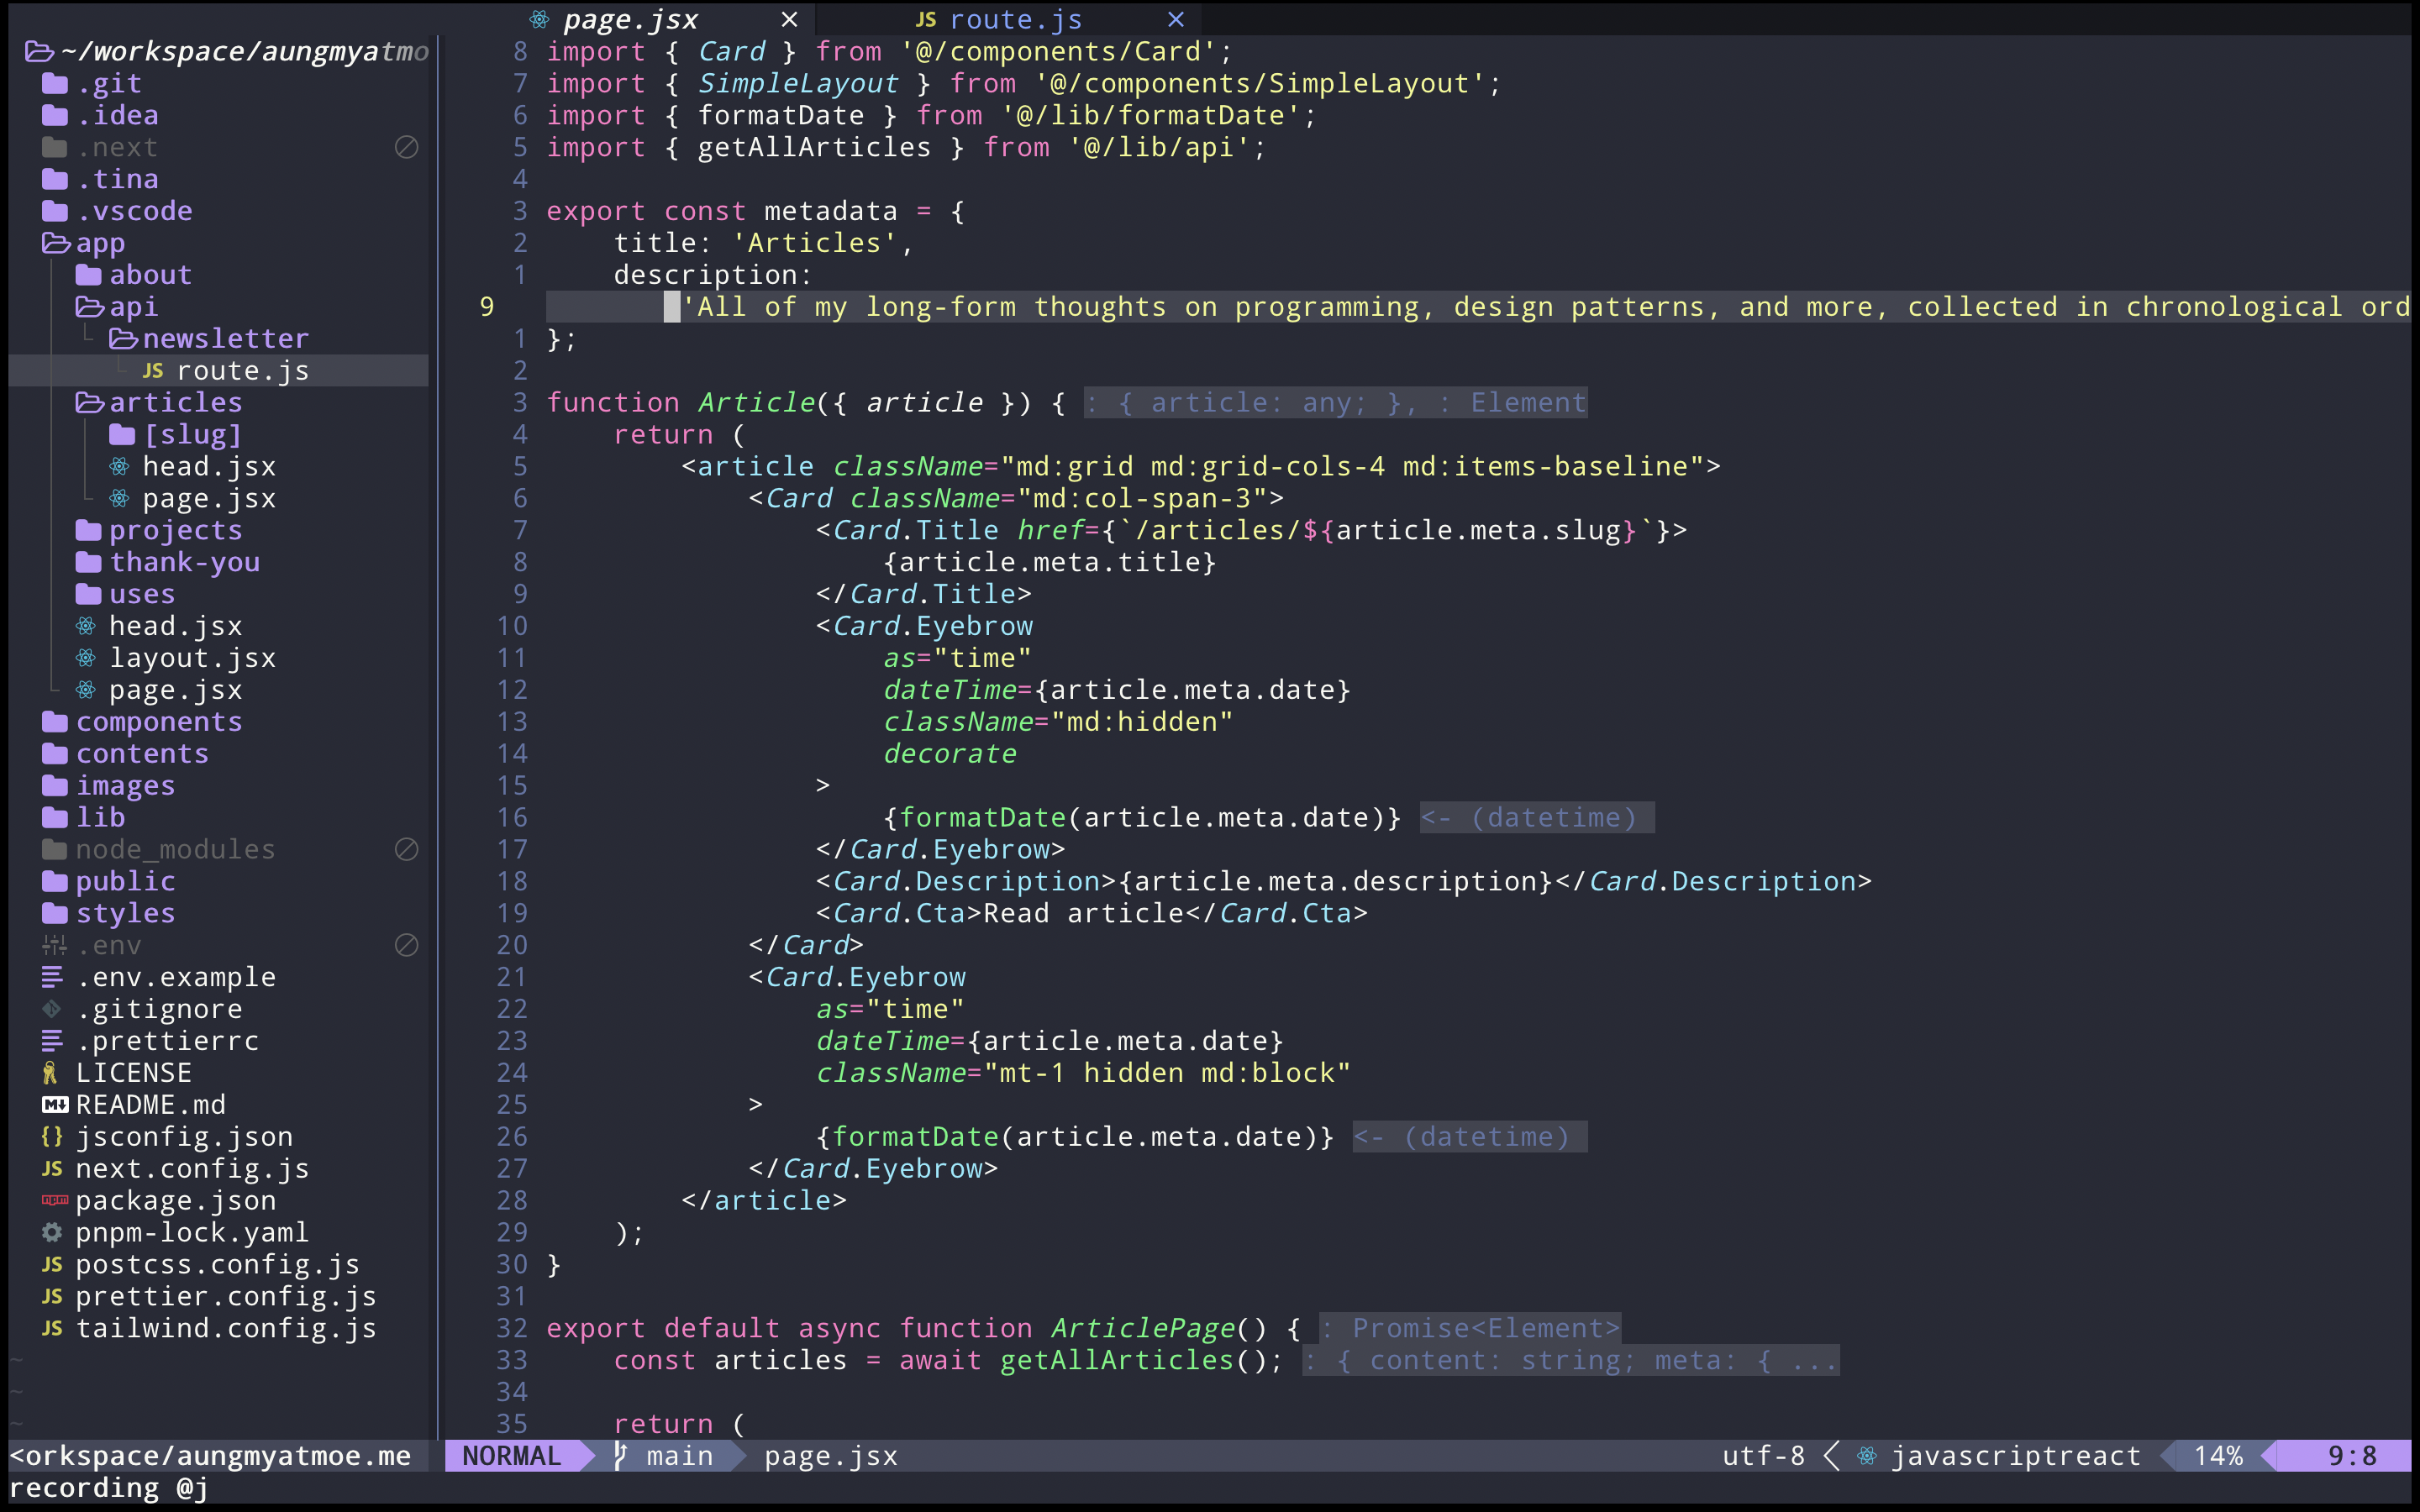 page.jsx ×
JS route.js ×
~/workspace/aungmyatmo
.git
.idea
.next
.tina
.vscode
app
about
api
newsletter
JS route.js
articles
[slug]
head.jsx
page.jsx
projects
thank-you
uses
head.jsx
layout.jsx
page.jsx
components
contents
images
lib
node_modules
public
styles
.env
.env.example
.gitignore
.prettierrc
LICENSE
M↓ README.md
{} jsconfig.json
JS next.config.js
package.json
pnpm-lock.yaml
JS postcss.config.js
JS prettier.config.js
JS tailwind.config.js
~
~
~
8 import { Card } from '@/components/Card';
7 import { SimpleLayout } from '@/components/SimpleLayout';
6 import { formatDate } from '@/lib/formatDate';
5 import { getAllArticles } from '@/lib/api';
4
3 export const metadata = {
2     title: 'Articles',
1     description:
9         'All of my long-form thoughts on programming, design patterns, and more, collected in chronological ord
1 };
2
3 function Article({ article }) { : { article: any; }, : Element
4     return (
5         <article className="md:grid md:grid-cols-4 md:items-baseline">
6             <Card className="md:col-span-3">
7                 <Card.Title href={`/articles/${article.meta.slug}`}>
8                     {article.meta.title}
9                 </Card.Title>
10                 <Card.Eyebrow
11                     as="time"
12                     dateTime={article.meta.date}
13                     className="md:hidden"
14                     decorate
15                 >
16                     {formatDate(article.meta.date)} <- (datetime)
17                 </Card.Eyebrow>
18                 <Card.Description>{article.meta.description}</Card.Description>
19                 <Card.Cta>Read article</Card.Cta>
20             </Card>
21             <Card.Eyebrow
22                 as="time"
23                 dateTime={article.meta.date}
24                 className="mt-1 hidden md:block"
25             >
26                 {formatDate(article.meta.date)} <- (datetime)
27             </Card.Eyebrow>
28         </article>
29     );
30 }
31
32 export default async function ArticlePage() { : Promise<Element>
33     const articles = await getAllArticles(); : { content: string; meta: { ...
34
35     return (
<orkspace/aungmyatmoe.me
NORMAL main page.jsx utf-8 < javascriptreact 14% 9:8
recording @j